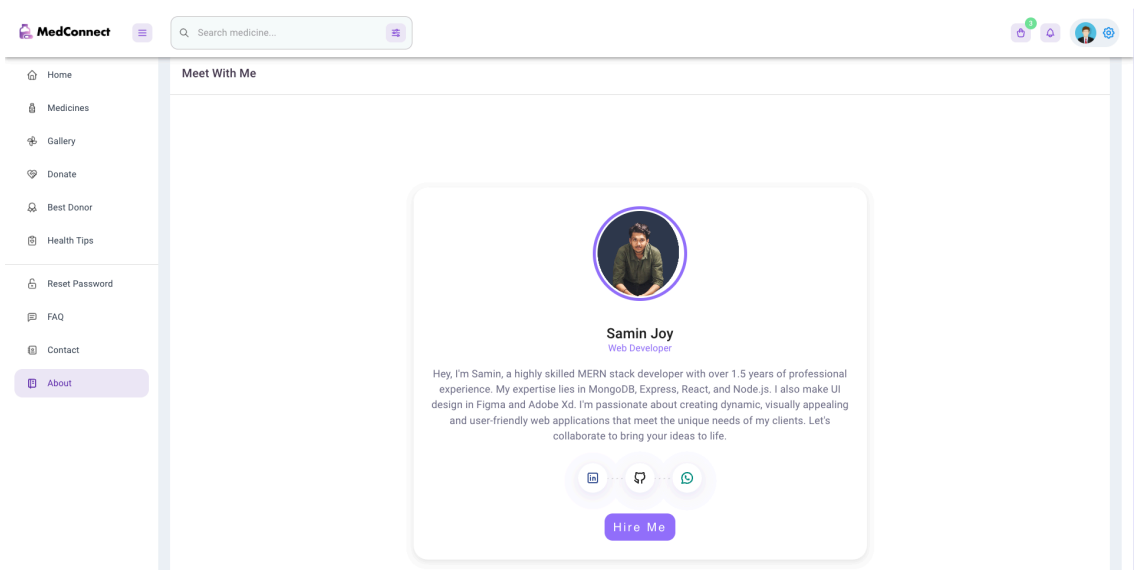 MedConnect
Search medicine...
3
Home
Medicines
Gallery
Donate
Best Donor
Health Tips
Reset Password
FAQ
Contact
About
Meet With Me
Samin Joy
Web Developer
Hey, I'm Samin, a highly skilled MERN stack developer with over 1.5 years of professional
experience. My expertise lies in MongoDB, Express, React, and Node.js. I also make UI
design in Figma and Adobe Xd. I'm passionate about creating dynamic, visually appealing
and user-friendly web applications that meet the unique needs of my clients. Let's
collaborate to bring your ideas to life.
in
Hire Me